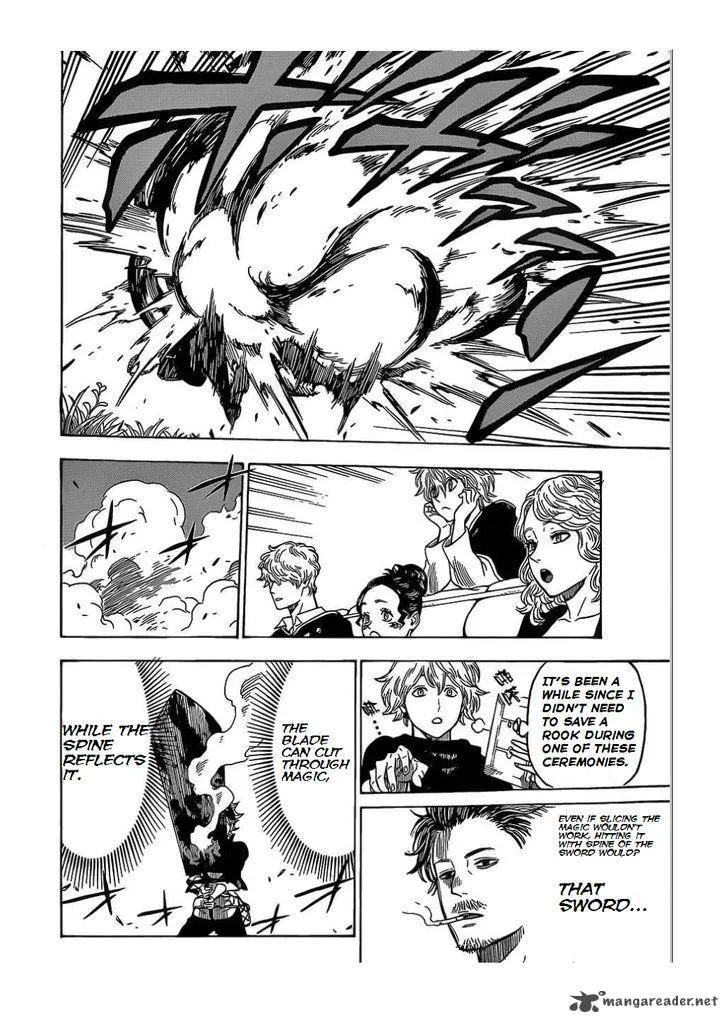 IT'S BEEN A
WHILE SINCE I
DIDN'T NEED
TO SAVE A
ROOK DURING
ONE OF THESE
CEREMONIES.
THE
BLADE
CAN CUT
THROUGH
MAGIC,
WHILE THE
SPINE
REFLECTS
IT.
EVEN IF SLICING THE
MAGIC WOULDN'T
WORK, HITTING IT
WITH SPINE OF THE
SWORD WOULD?
THAT
SWORD...
mangareader.net